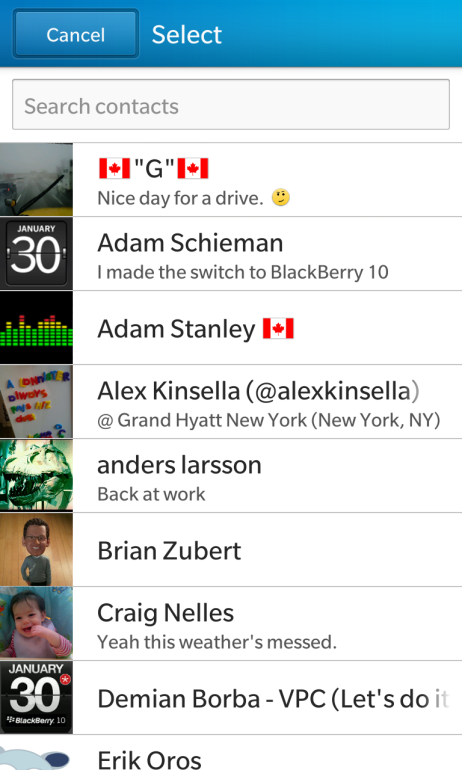 Cancel
Select
Search contacts
"G"
Nice day for a drive.
JANUARY
30
Adam Schieman
I made the switch to BlackBerry 10
Adam Stanley
Alex Kinsella (@alexkinsella)
@ Grand Hyatt New York (New York, NY)
anders larsson
Back at work
Brian Zubert
Craig Nelles
Yeah this weather's messed.
JANUARY
30
BlackBerry 10
Demian Borba - VPC (Let's do it
Erik Oros